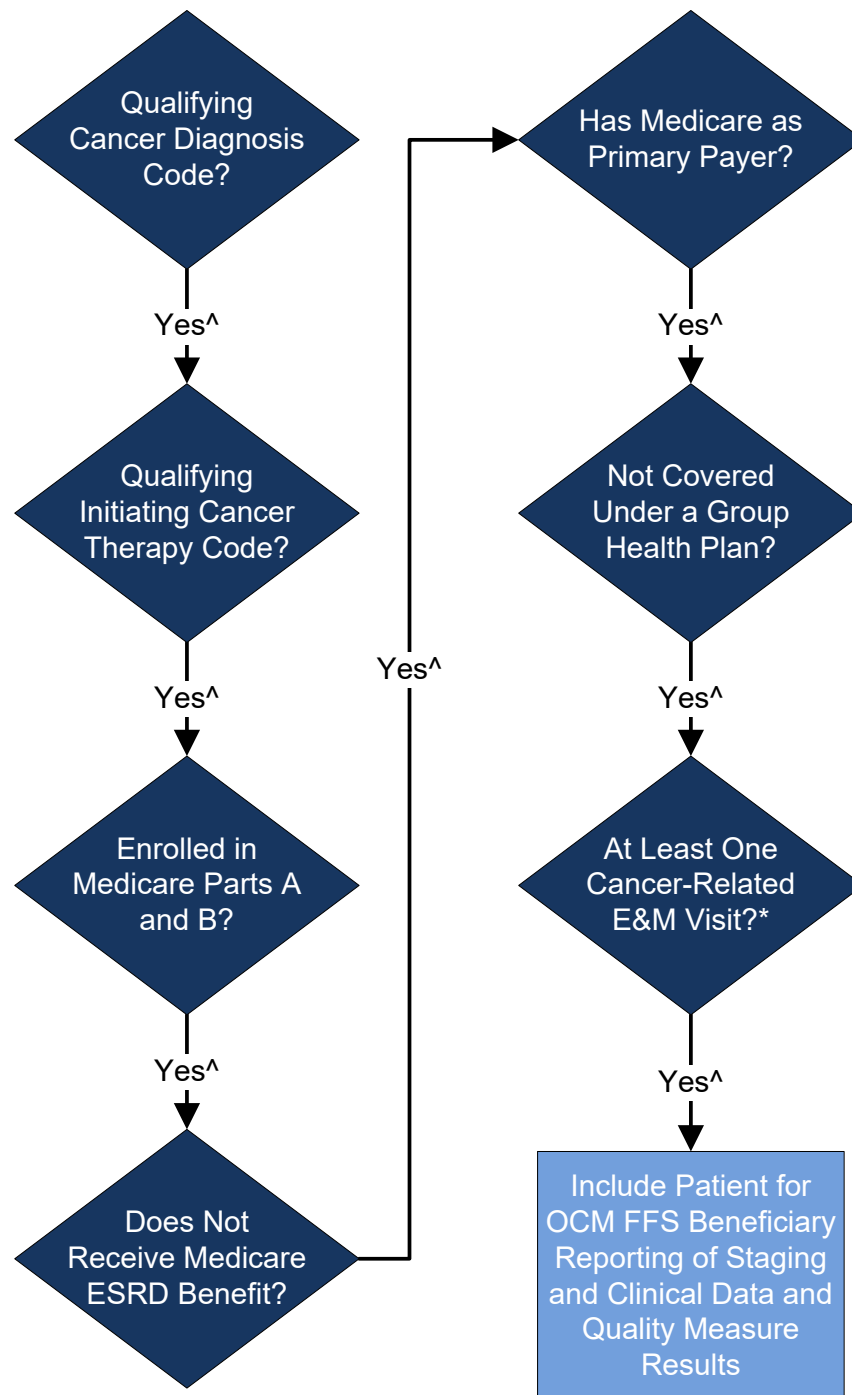 Qualifying
Cancer Diagnosis
Code?
Yes^
Qualifying
Initiating Cancer
Therapy Code?
Yes^
Enrolled in
Medicare Parts A
and B?
Yes^
Does Not
Receive Medicare
ESRD Benefit?
Yes^
Has Medicare as
Primary Payer?
Yes^
Not Covered
Under a Group
Health Plan?
Yes^
At Least One
Cancer-Related
E&M Visit?*
Yes^
Include Patient for
OCM FFS Beneficiary
Reporting of Staging
and Clinical Data and
Quality Measure
Results